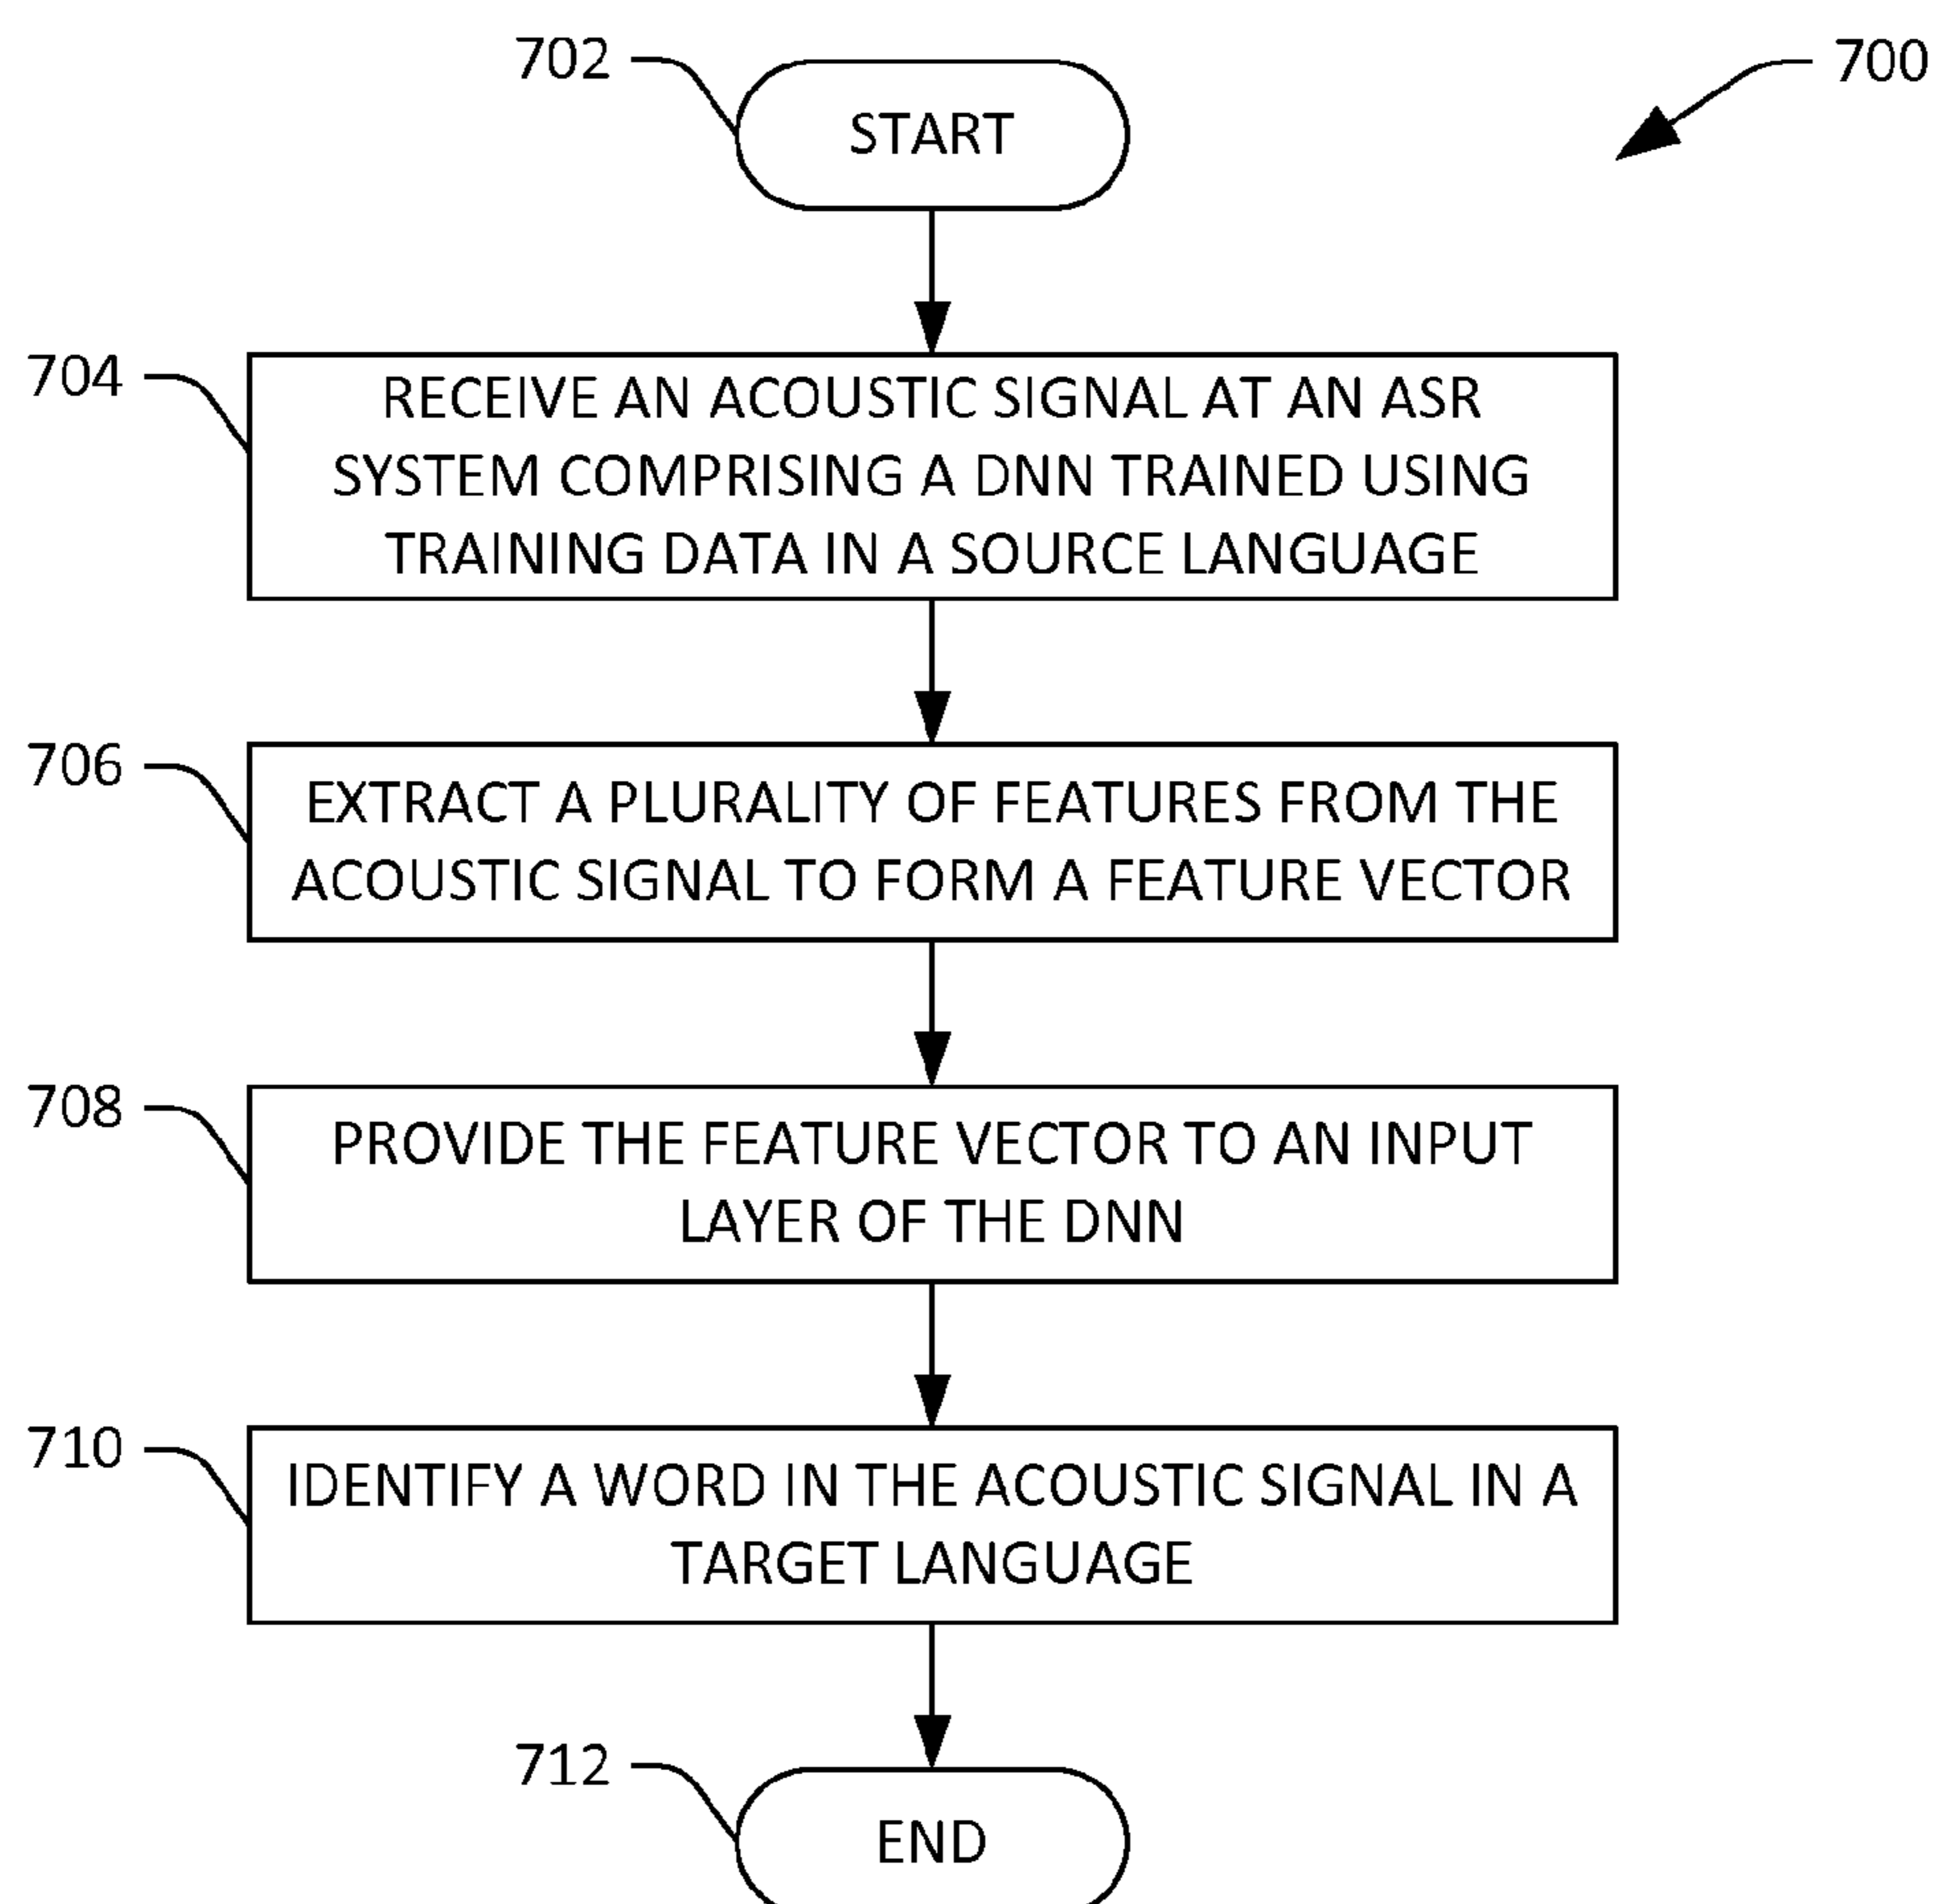 702
START
700
704
RECEIVE AN ACOUSTIC SIGNAL AT AN ASR
SYSTEM COMPRISING A DNN TRAINED USING
TRAINING DATA IN A SOURCE LANGUAGE
706
EXTRACT A PLURALITY OF FEATURES FROM THE
ACOUSTIC SIGNAL TO FORM A FEATURE VECTOR
708
PROVIDE THE FEATURE VECTOR TO AN INPUT
LAYER OF THE DNN
710
IDENTIFY A WORD IN THE ACOUSTIC SIGNAL IN A
TARGET LANGUAGE
712
END